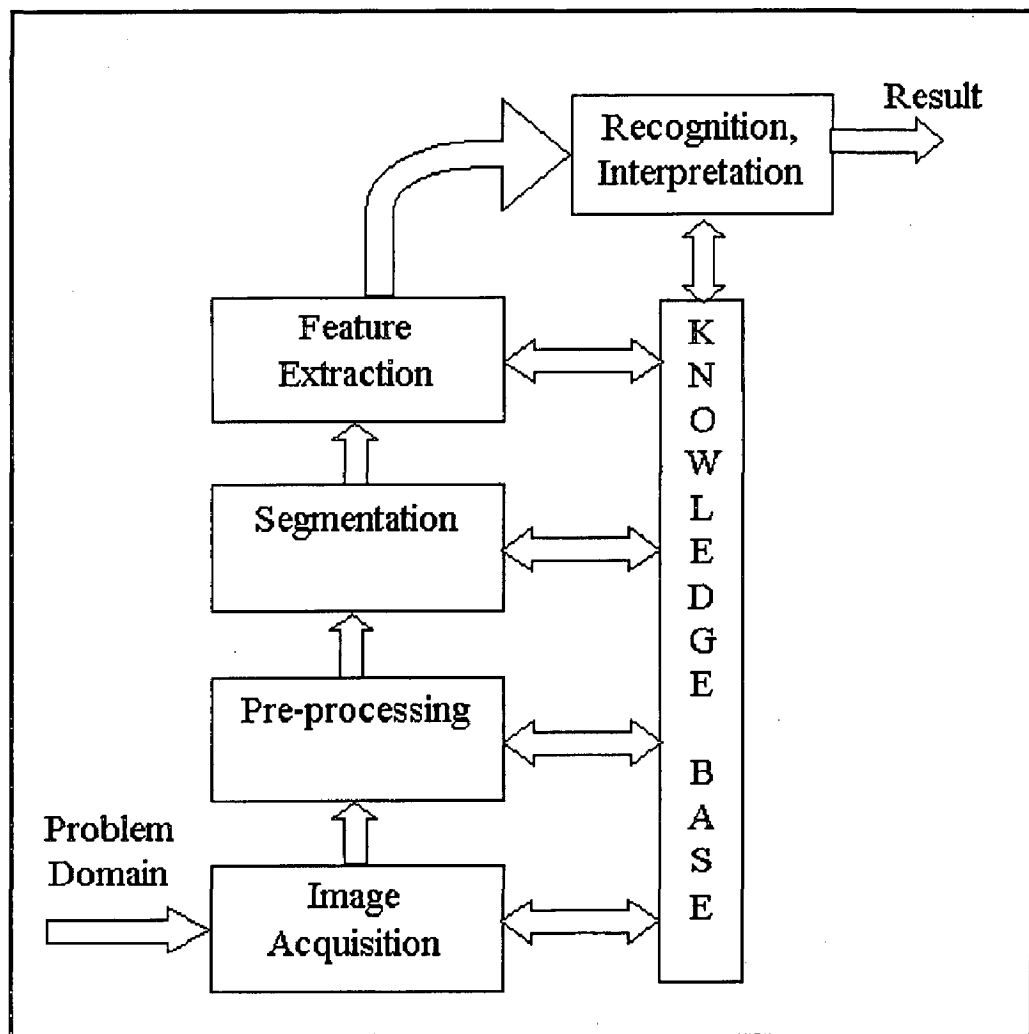 Result
Recognition,
Interpretation
Feature
Extraction
Segmentation
Pre-processing
Problem
Domain
Image
Acquisition
K
N
O
W
L
E
D
G
E
B
A
S
E